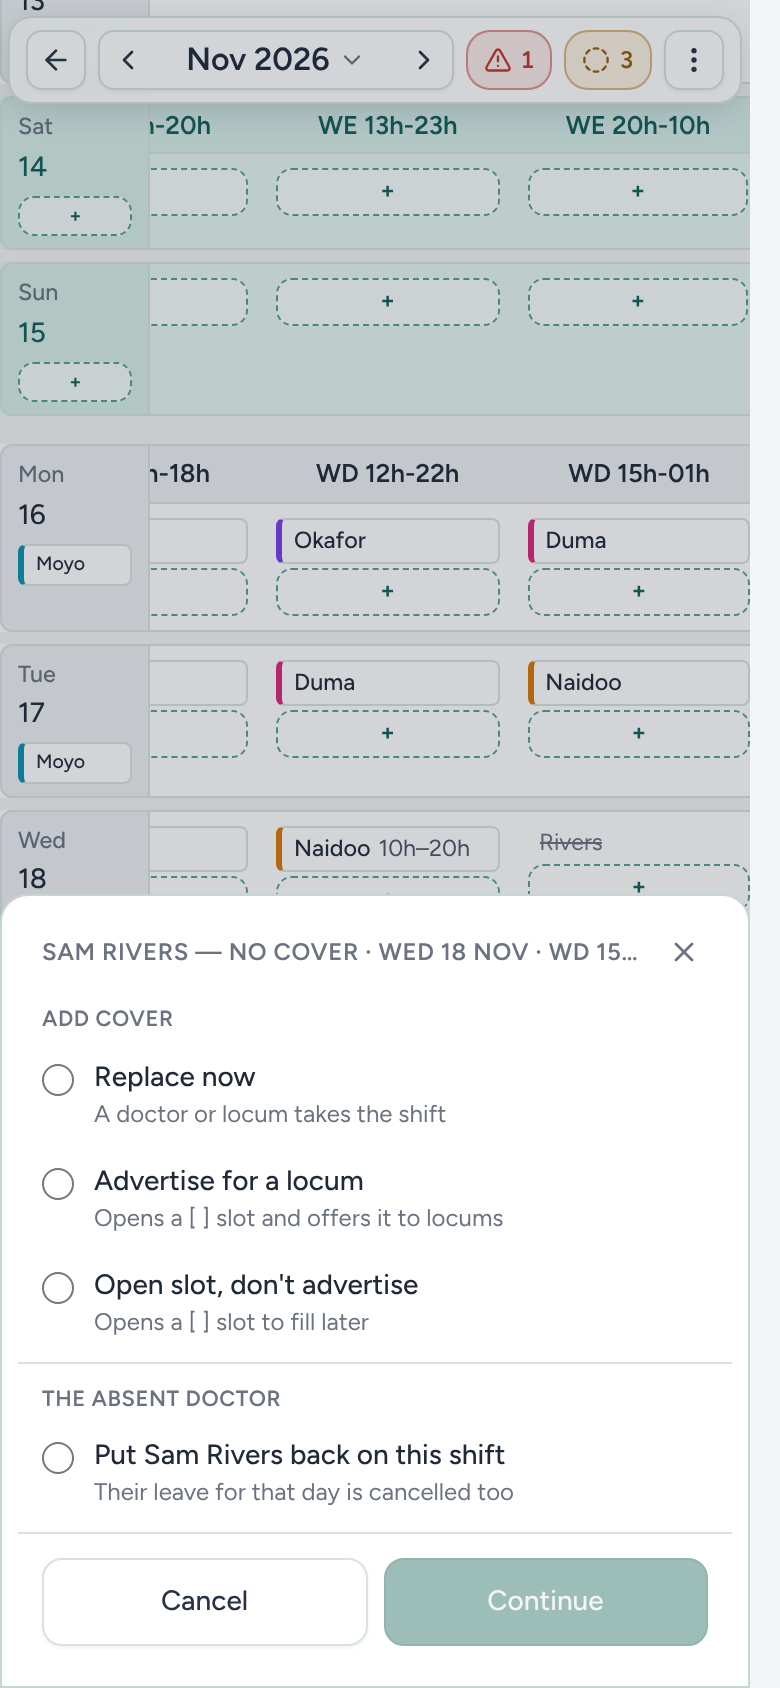 Nov 2026
1
3
Sat
14
+
-20h
WE 13h-23h
WE 20h-10h
+
+
Sun
15
+
+
+
Mon
16
Moyo
-18h
WD 12h-22h
WD 15h-01h
Okafor
Duma
+
+
Tue
17
Moyo
Duma
Naidoo
+
+
Wed
18
Naidoo 10h–20h
Rivers
+
SAM RIVERS — NO COVER · WED 18 NOV · WD 15...
ADD COVER
Replace now
A doctor or locum takes the shift
Advertise for a locum
Opens a [ ] slot and offers it to locums
Open slot, don't advertise
Opens a [ ] slot to fill later
THE ABSENT DOCTOR
Put Sam Rivers back on this shift
Their leave for that day is cancelled too
Cancel
Continue